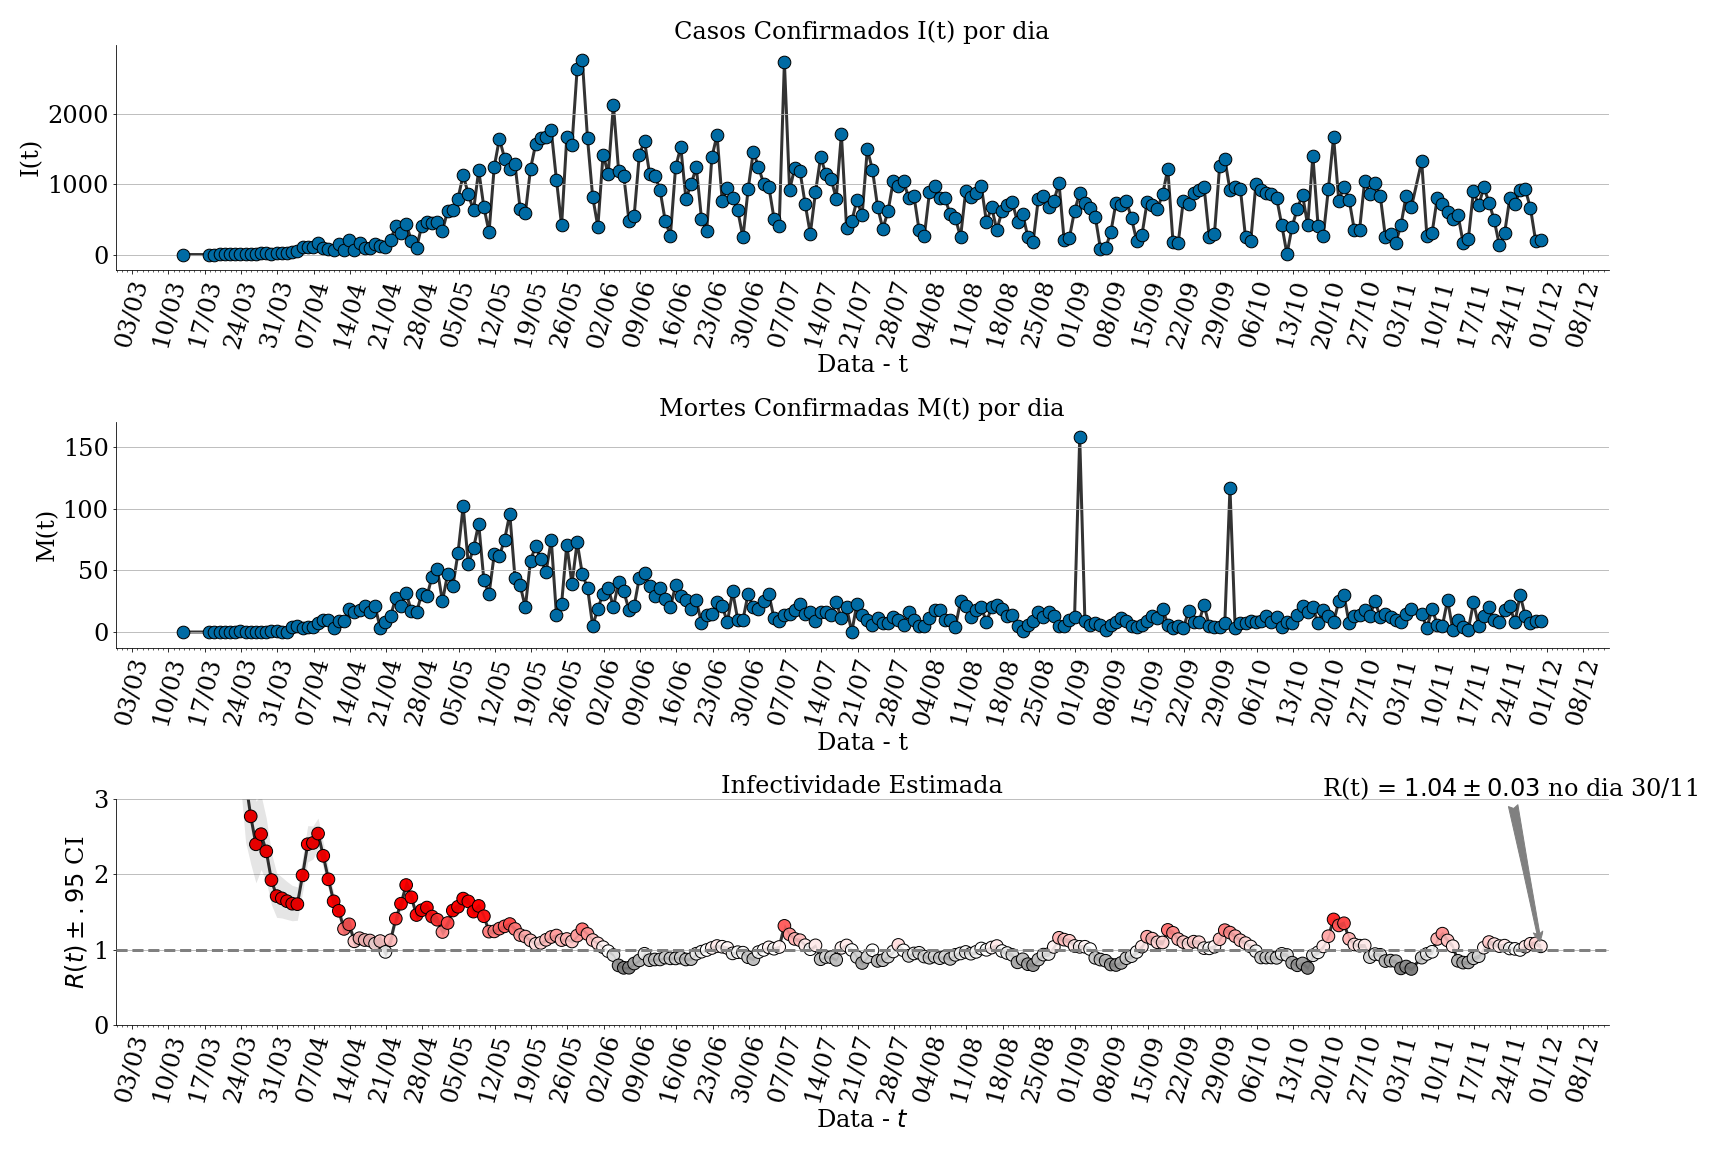 Casos Confirmados I(t) por dia
I(t)
2000
1000
0
03/03 10/03 17/03 24/03 31/03 07/04 14/04 21/04 28/04 05/05 12/05 19/05 26/05 02/06 09/06 16/06 23/06 30/06 07/07 14/07 21/07 28/07 04/08 11/08 18/08 25/08 01/09 08/09 15/09 22/09 29/09 06/10 13/10 20/10 27/10 03/11 10/11 17/11 24/11 01/12 08/12
Data - t
Mortes Confirmadas M(t) por dia
M(t)
150
100
50
0
03/03 10/03 17/03 24/03 31/03 07/04 14/04 21/04 28/04 05/05 12/05 19/05 26/05 02/06 09/06 16/06 23/06 30/06 07/07 14/07 21/07 28/07 04/08 11/08 18/08 25/08 01/09 08/09 15/09 22/09 29/09 06/10 13/10 20/10 27/10 03/11 10/11 17/11 24/11 01/12 08/12
Data - t
Infectividade Estimada
R(t) = 1.04 ± 0.03 no dia 30/11
R(t) ± .95 CI
3
2
1
0
03/03 10/03 17/03 24/03 31/03 07/04 14/04 21/04 28/04 05/05 12/05 19/05 26/05 02/06 09/06 16/06 23/06 30/06 07/07 14/07 21/07 28/07 04/08 11/08 18/08 25/08 01/09 08/09 15/09 22/09 29/09 06/10 13/10 20/10 27/10 03/11 10/11 17/11 24/11 01/12 08/12
Data - t